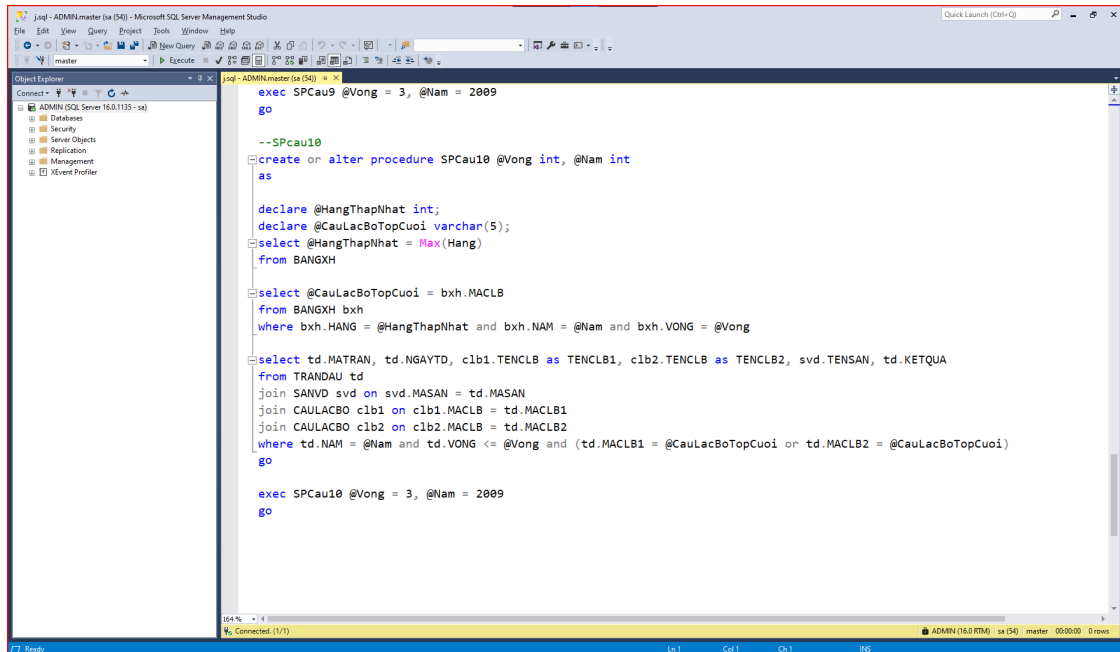 j.sql - ADMIN.master (sa (54)) - Microsoft SQL Server Management Studio
Quick Launch (Ctrl+Q)
File Edit View Query Project Tools Window Help
New Query
master
Execute
Object Explorer
Connect
ADMIN (SQL Server 16.0.1135 - sa)
Databases
Security
Server Objects
Replication
Management
XEvent Profiler
j.sql - ADMIN.master (sa (54))
exec SPCau9 @Vong = 3, @Nam = 2009
go
--SPcau10
create or alter procedure SPCau10 @Vong int, @Nam int
as
declare @HangThapNhat int;
declare @CauLacBoTopCuoi varchar(5);
select @HangThapNhat = Max(Hang)
from BANGXH
select @CauLacBoTopCuoi = bxh.MACLB
from BANGXH bxh
where bxh.HANG = @HangThapNhat and bxh.NAM = @Nam and bxh.VONG = @Vong
select td.MATRAN, td.NGAYTD, clb1.TENCLB as TENCLB1, clb2.TENCLB as TENCLB2, svd.TENSAN, td.KETQUA
from TRANDAU td
join SANVD svd on svd.MASAN = td.MASAN
join CAULACBO clb1 on clb1.MACLB = td.MACLB1
join CAULACBO clb2 on clb2.MACLB = td.MACLB2
where td.NAM = @Nam and td.VONG <= @Vong and (td.MACLB1 = @CauLacBoTopCuoi or td.MACLB2 = @CauLacBoTopCuoi)
go
exec SPCau10 @Vong = 3, @Nam = 2009
go
164 %
Connected. (1/1)
ADMIN (16.0 RTM) sa (54) master 00:00:00 0 rows
Ready
Ln 1 Col 1 Ch 1 INS